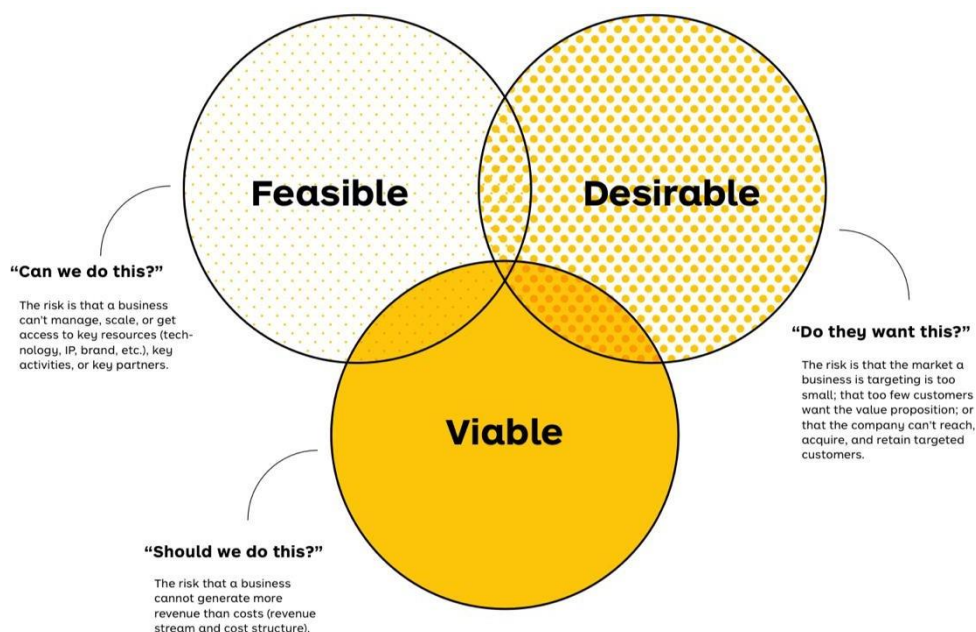 Feasible
Desirable
“Can we do this?”
The risk is that a business
can't manage, scale, or get
access to key resources (tech-
nology, IP, brand, etc.), key
activities, or key partners.
“Do they want this?”
The risk is that the market a
business is targeting is too
small; that too few customers
want the value proposition; or
that the company can't reach,
acquire, and retain targeted
customers.
Viable
“Should we do this?”
The risk that a business
cannot generate more
revenue than costs (revenue
stream and cost structure).